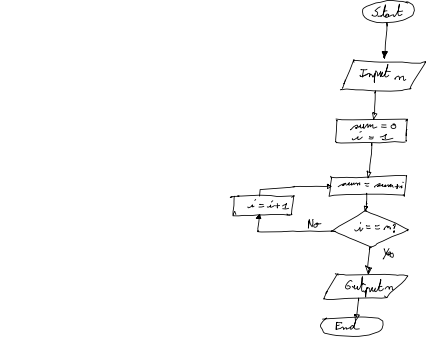 Start
Input n
sum = 0
i = 1
sum = sum+i
i = i+1
i == n?
No
Yes
Output n
End